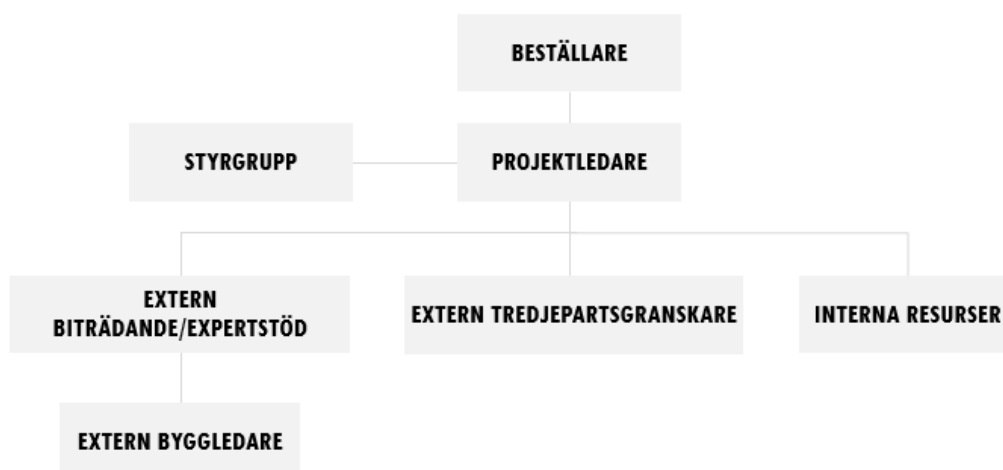 BESTÄLLARE
STYRGRUPP
PROJEKTLEDARE
EXTERN
BITRÄDANDE/EXPERTSTÖD
EXTERN TREDJEPARTSGRANSKARE
INTERNA RESURSER
EXTERN BYGGLEDARE